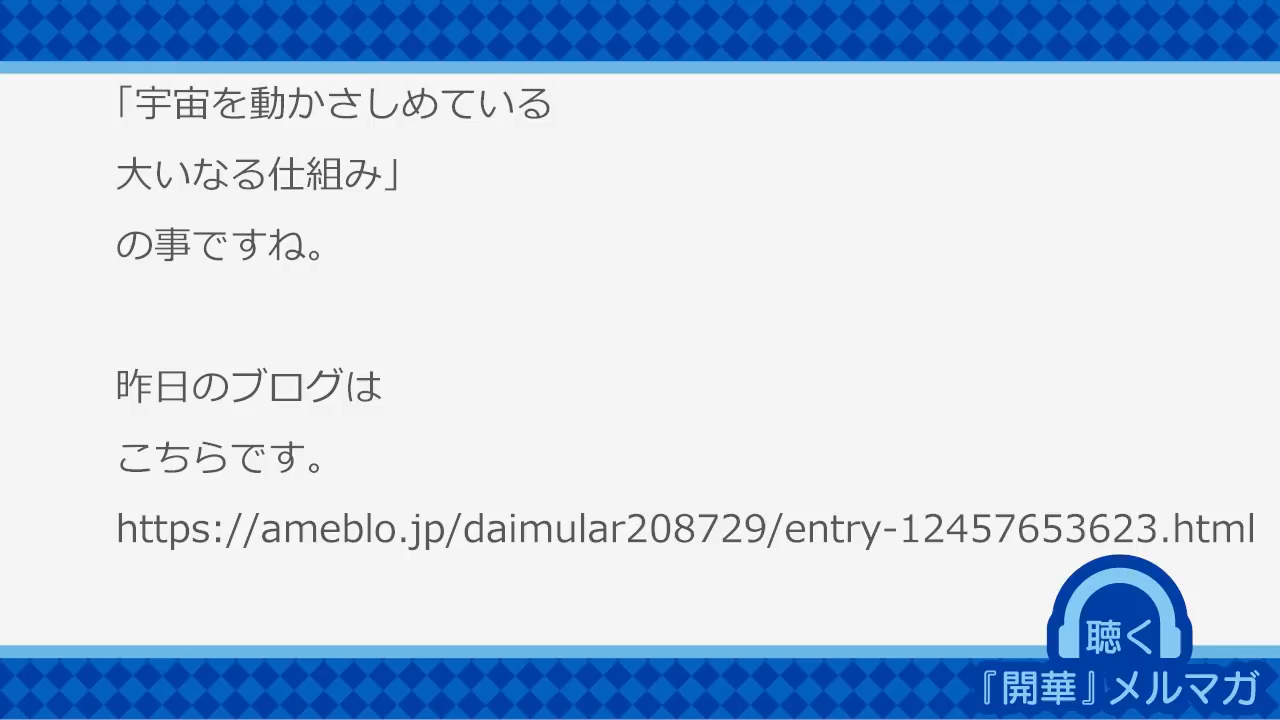 「宇宙を動かさしめている
大いなる仕組み」
の事ですね。
昨日のブログは
こちらです。
https://ameblo.jp/daimular208729/entry-12457653623.html
聴く
『開華』メルマガ